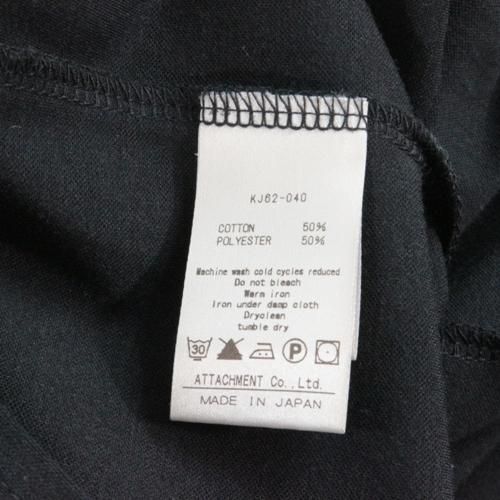 KJ62-040
COTTON 50%
POLYESTER 50%
Machine wash cold cycles reduced
Do not bleach
Warm iron
Iron under damp cloth
Dryclean
tumble dry
30 P
ATTACHMENT Co.,Ltd.
MADE IN JAPAN